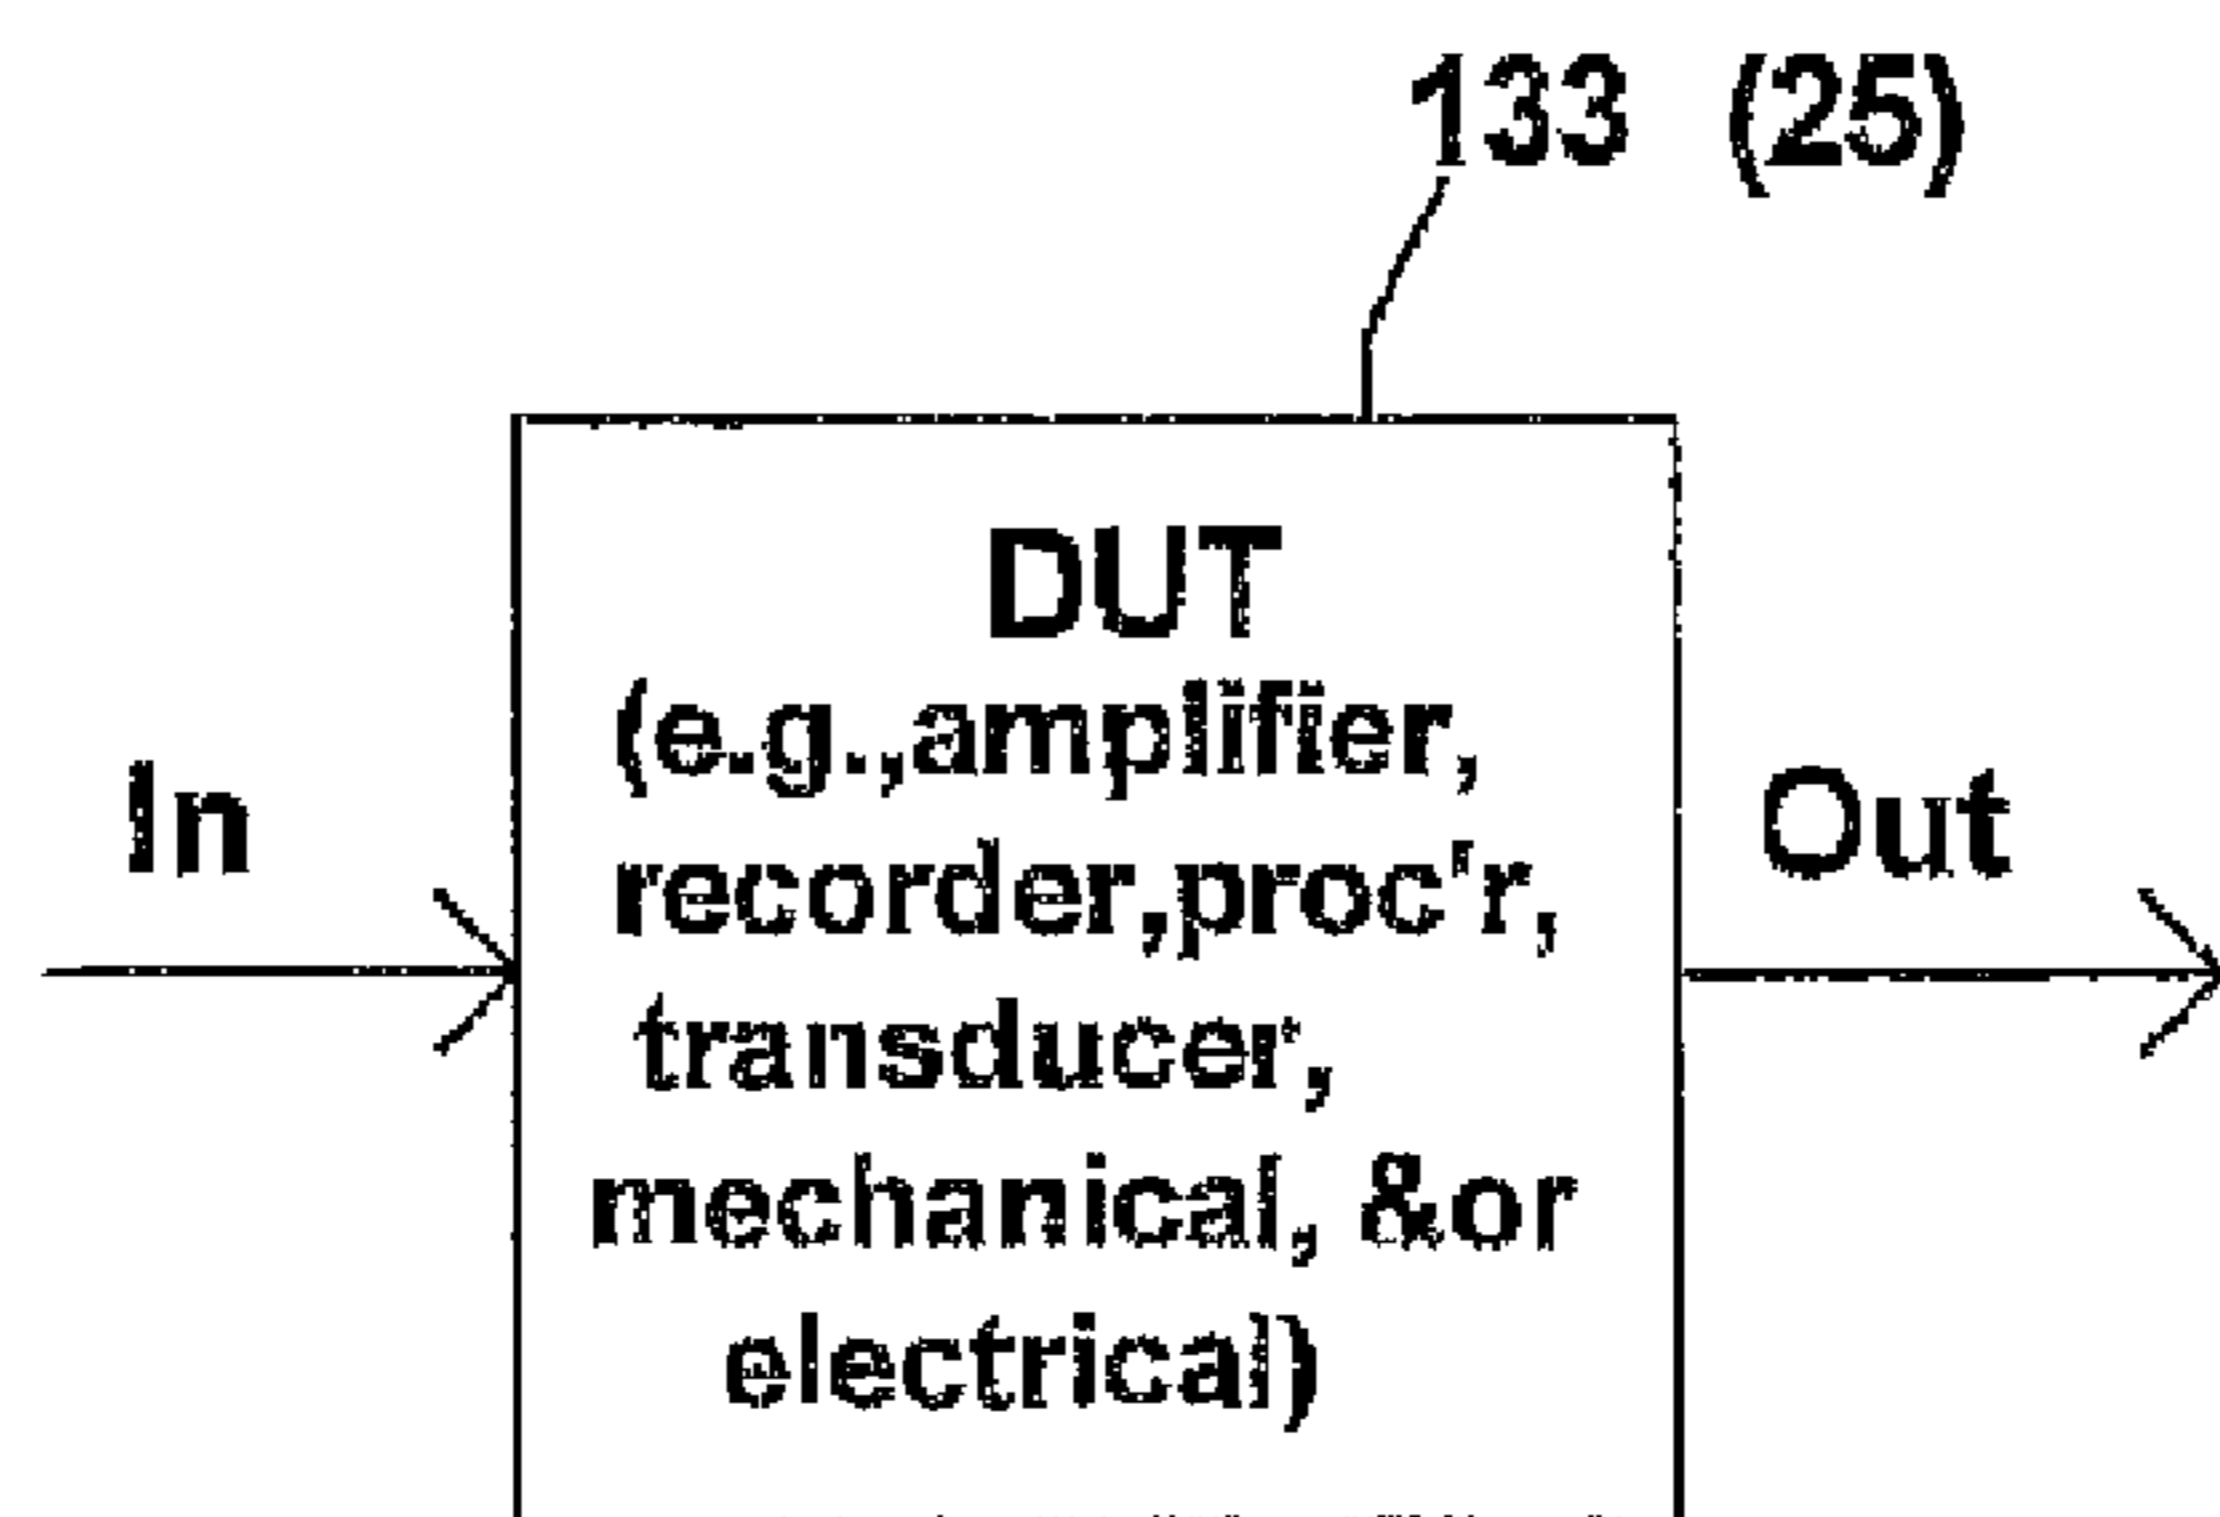 133 (25)
DUT
(e.g.,amplifier,
In
Out
recorder,proc'r,
transducer,
mechanical, &or
electrical)